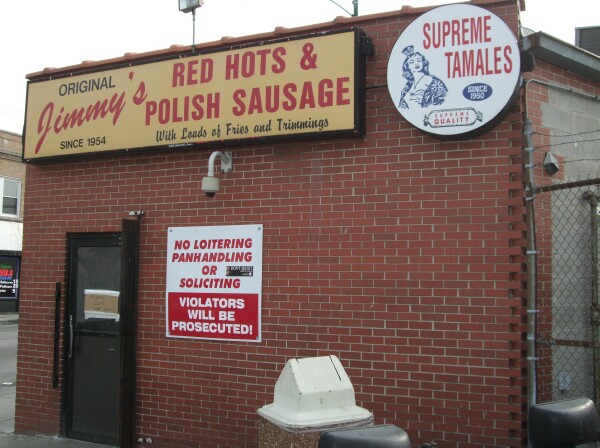 ORIGINAL
Jimmy's
SINCE 1954
RED HOTS &
POLISH SAUSAGE
With Loads of Fries and Trimmings
SUPREME
TAMALES
SINCE
1950
SUPREME
QUALITY
NO LOITERING
PANHANDLING
OR
SOLICITING
VIOLATORS
WILL BE
PROSECUTED!